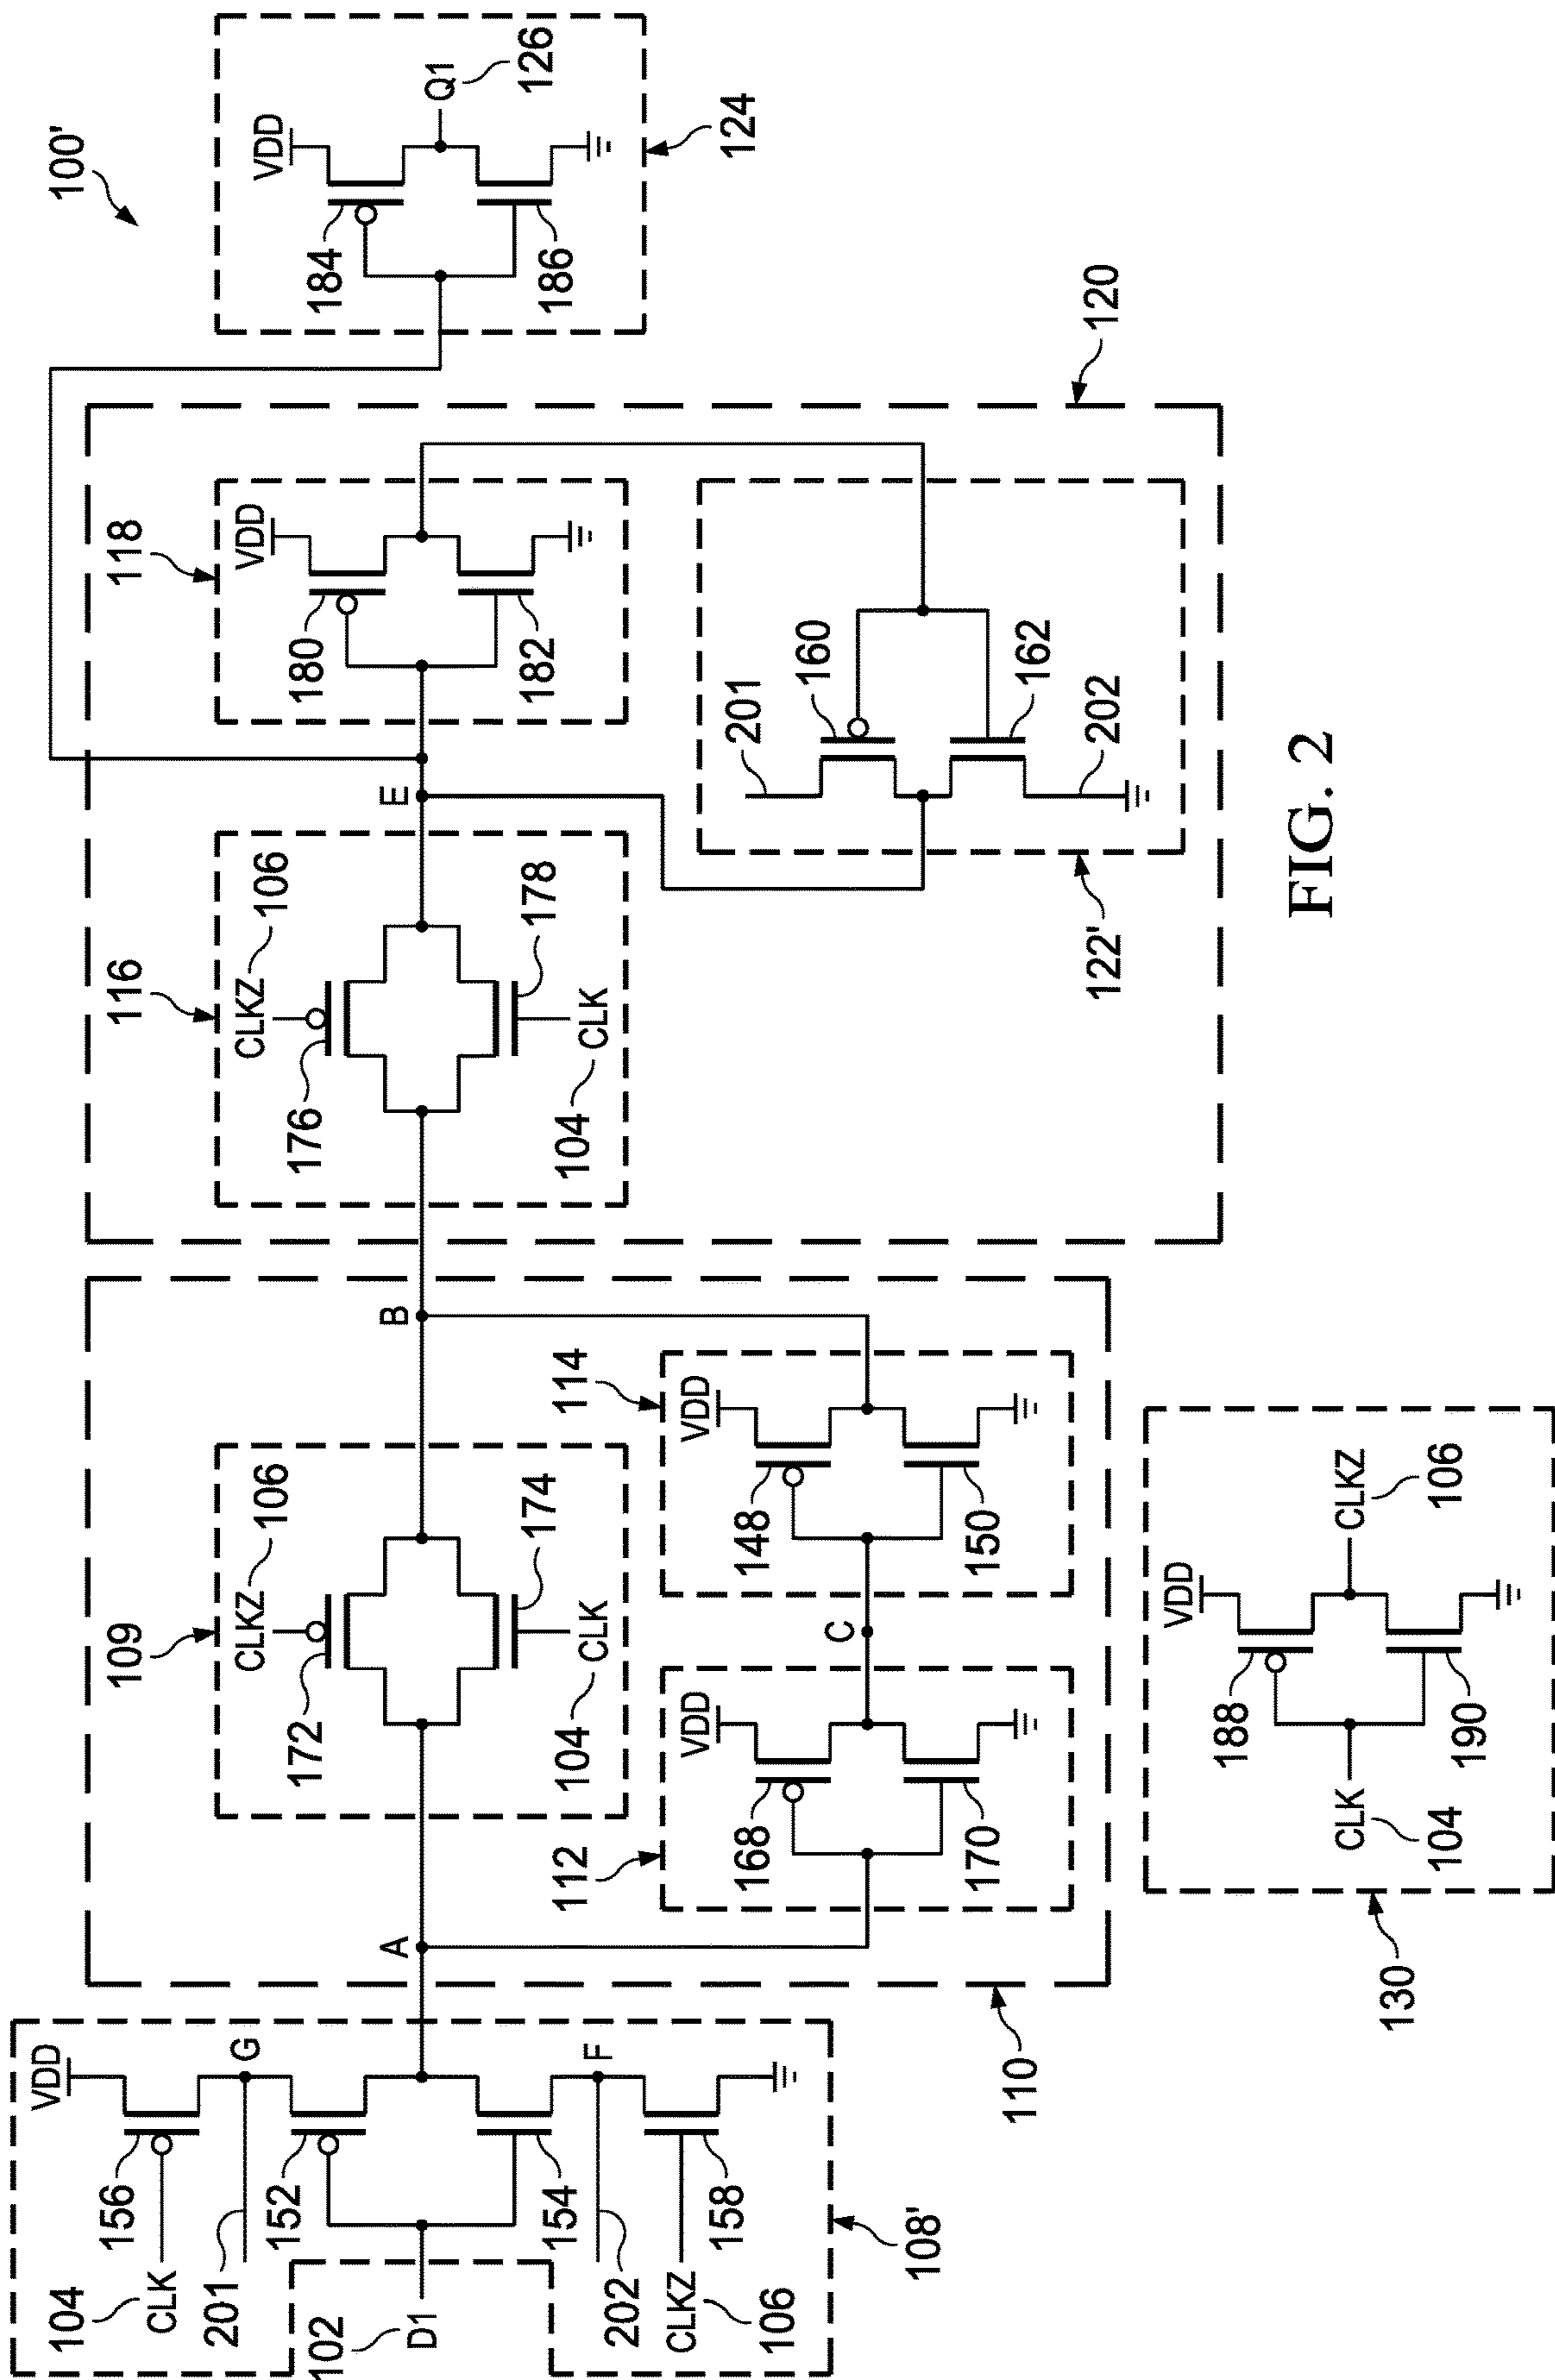 100'
108'
104
CLK
201
102
D1
202
CLKZ
106
156
VDD
G
152
154
F
158
110
A
109
CLKZ
106
172
174
104
CLK
B
112
VDD
168
170
C
114
VDD
148
150
130
CLK
104
VDD
188
190
CLKZ
106
120
116
CLKZ
106
176
178
104
CLK
E
118
VDD
180
182
122'
201
160
162
202
124
VDD
184
186
Q1
126
FIG. 2